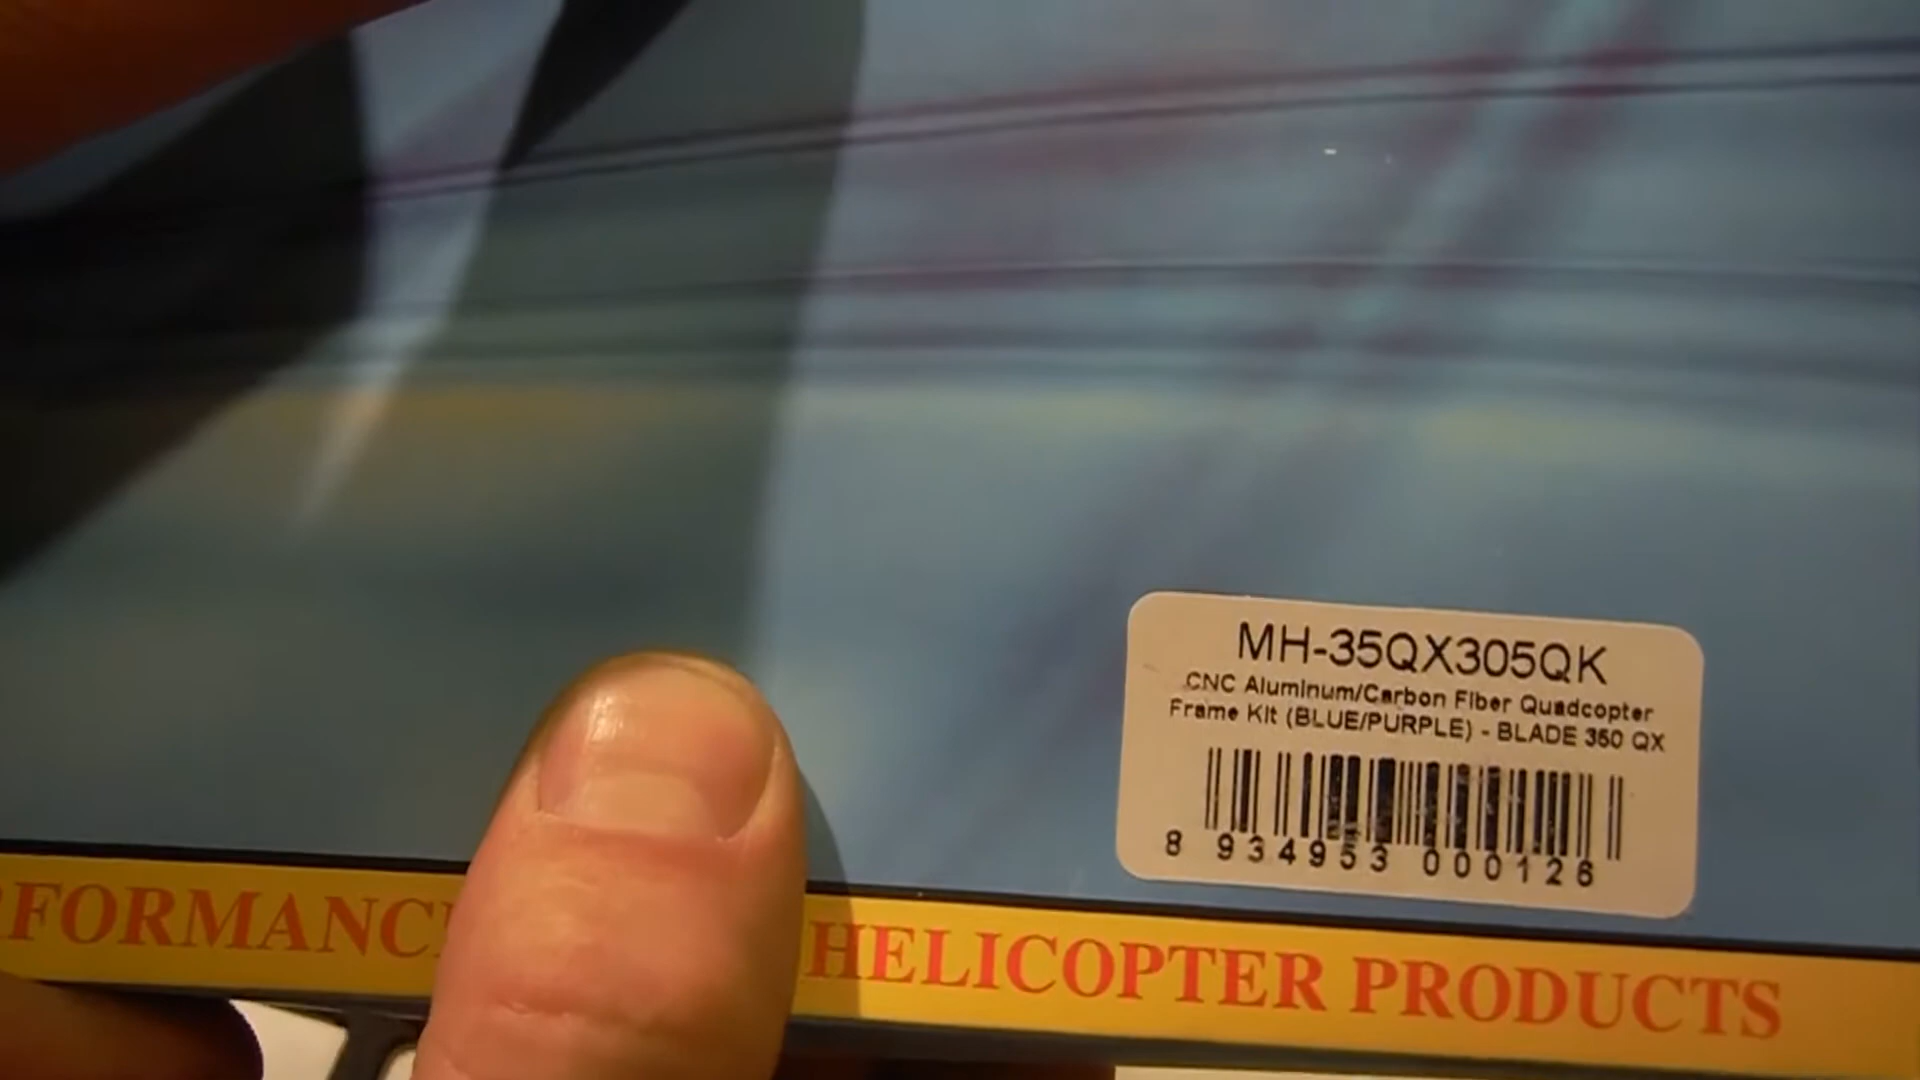 MH-35QX305QK
CNC Aluminum/Carbon Fiber Quadcopter
Frame Kit (BLUE/PURPLE) - BLADE 350 QX
8 934953 000126
RFORMANC HELICOPTER PRODUCTS